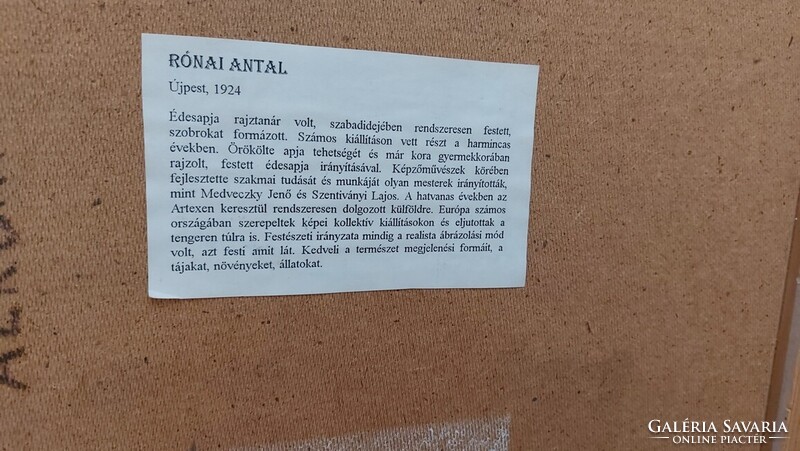 RÓNAI ANTAL
Újpest, 1924
Édesapja rajztanár volt, szabadidejében rendszeresen festett,
szobrokat formázott. Számos kiállításon vett részt a harmincas
években. Örökölte apja tehetségét és már kora gyermekkorában
rajzolt, festett édesapja irányításával. Képzőművészek körében
fejlesztette szakmai tudását és munkáját olyan mesterek irányították,
mint Medveczky Jenő és Szentiványi Lajos. A hatvanas években az
Artexen keresztül rendszeresen dolgozott külföldre. Európa számos
országában szerepeltek képei kollektív kiállításokon és eljutottak a
tengeren túlra is. Festészeti irányzata mindig a realista ábrázolási mód
volt, azt festi amit lát. Kedveli a természet megjelenési formáit, a
tájakat, növényeket, állatokat.
GALÉRIA SAVARIA
ONLINE PIACTÉR